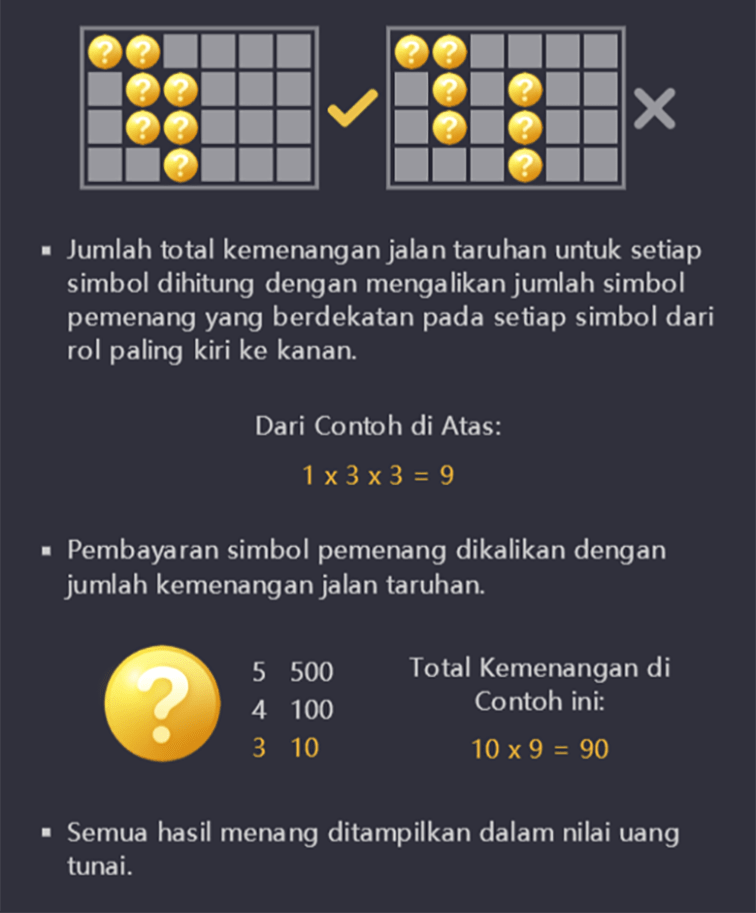 Jumlah total kemenangan jalan taruhan untuk setiap
simbol dihitung dengan mengalikan jumlah simbol
pemenang yang berdekatan pada setiap simbol dari
rol paling kiri ke kanan.
Dari Contoh di Atas:
1 x 3 x 3 = 9
Pembayaran simbol pemenang dikalikan dengan
jumlah kemenangan jalan taruhan.
5 500
4 100
3 10
Total Kemenangan di
Contoh ini:
10 x 9 = 90
Semua hasil menang ditampilkan dalam nilai uang
tunai.